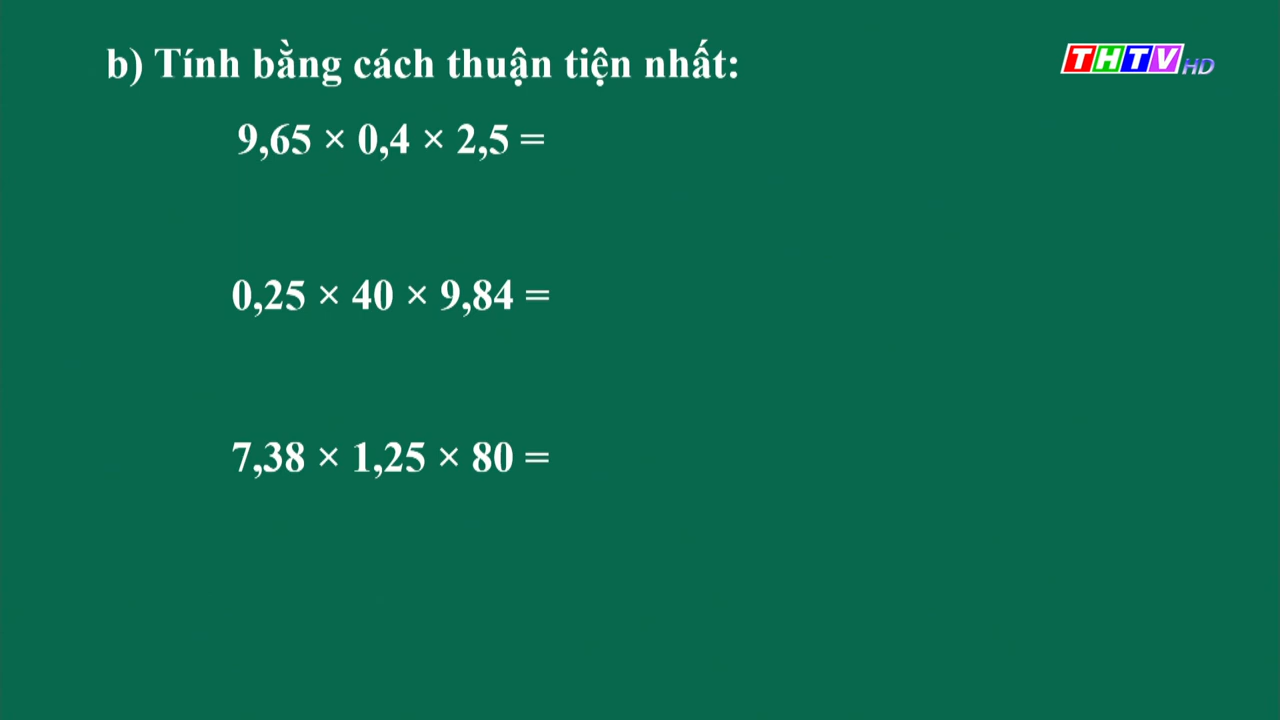 b) Tính bằng cách thuận tiện nhất:
THTV HD
9,65 × 0,4 × 2,5 =
0,25 × 40 × 9,84 =
7,38 × 1,25 × 80 =